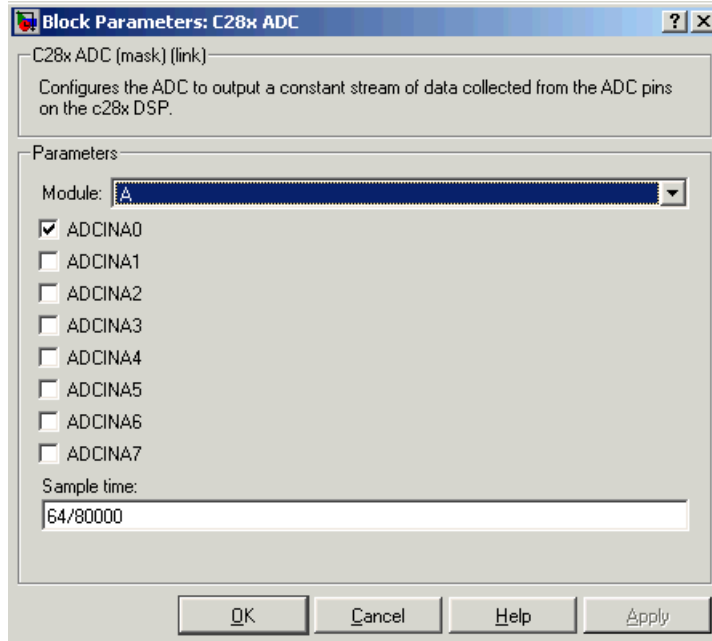 Block Parameters: C28x ADC
C28x ADC (mask) (link)
Configures the ADC to output a constant stream of data collected from the ADC pins
on the c28x DSP.
Parameters
Module: A
ADCINA0
ADCINA1
ADCINA2
ADCINA3
ADCINA4
ADCINA5
ADCINA6
ADCINA7
Sample time:
64/80000
OK Cancel Help Apply